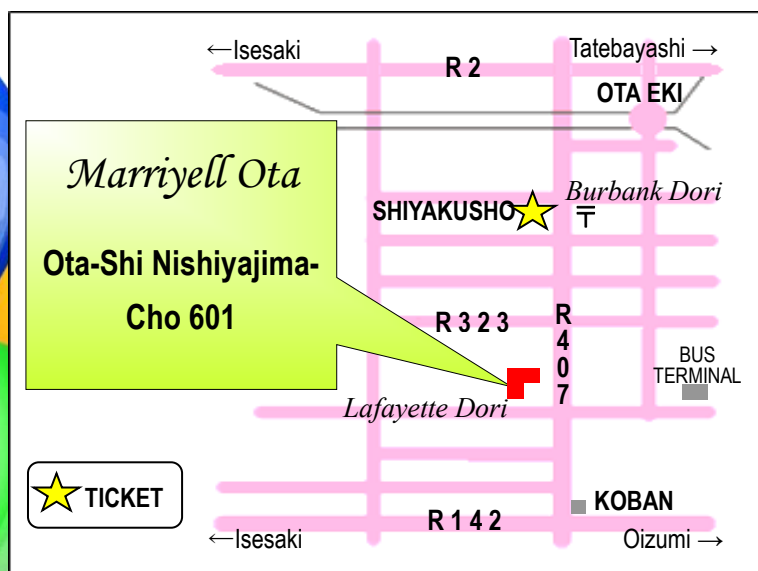 ←Isesaki
Tatebayashi →
R 2
OTA EKI
Marriyell Ota
Ota-Shi Nishiyajima-
Cho 601
Burbank Dori
SHIYAKUSHO
〒
R 3 2 3
R 4 0 7
BUS
TERMINAL
Lafayette Dori
TICKET
KOBAN
R 1 4 2
←Isesaki
Oizumi →